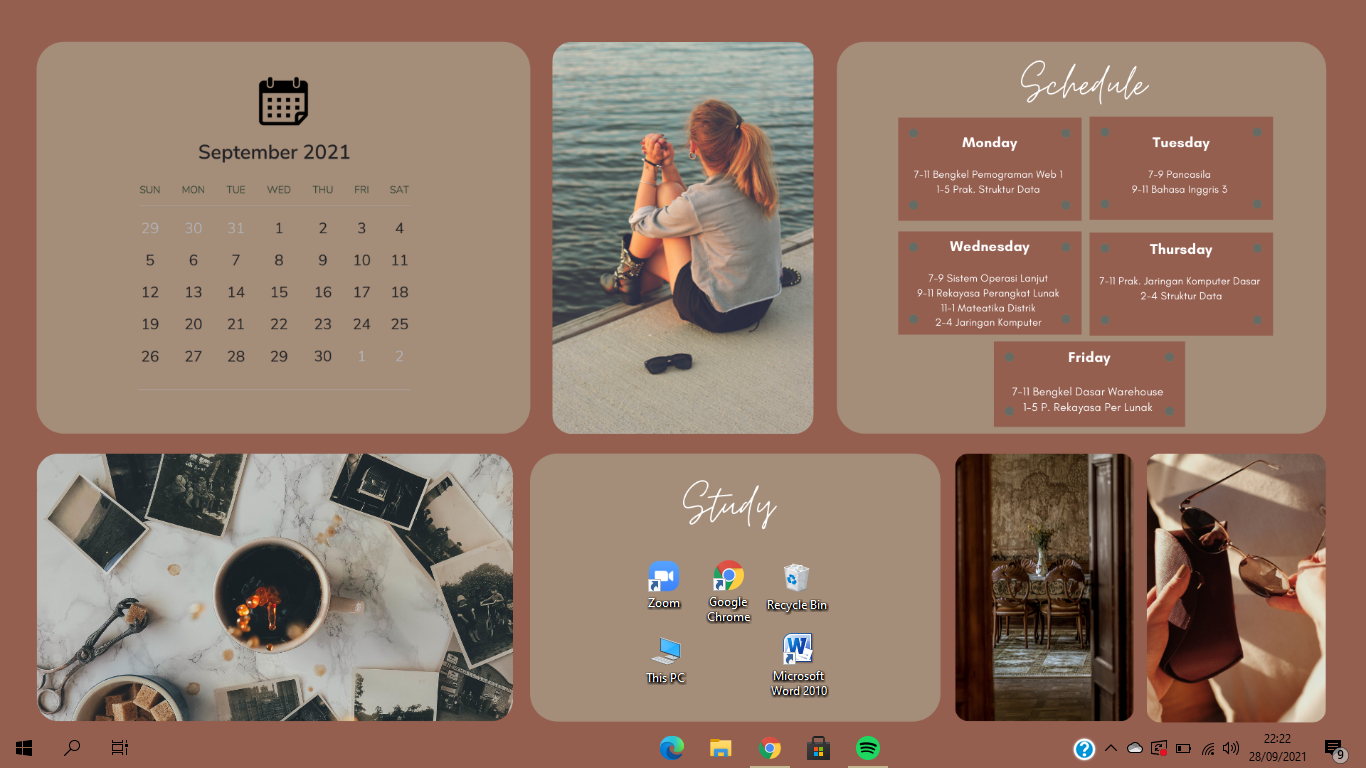 September 2021
SUN MON TUE WED THU FRI SAT
29 30 31 1 2 3 4
5 6 7 8 9 10 11
12 13 14 15 16 17 18
19 20 21 22 23 24 25
26 27 28 29 30 1 2
Schedule
Monday
7-11 Bengkel Pemograman Web 1
1-5 Prak. Struktur Data
Tuesday
7-9 Pancasila
9-11 Bahasa Inggris 3
Wednesday
7-9 Sistem Operasi Lanjut
9-11 Rekayasa Perangkat Lunak
11-1 Mateatika Distrik
2-4 Jaringan Komputer
Thursday
7-11 Prak. Jaringan Komputer Dasar
2-4 Struktur Data
Friday
7-11 Bengkel Dasar Warehouse
1-5 P. Rekayasa Per Lunak
Study
Zoom
Google
Chrome
Recycle Bin
This PC
Microsoft
Word 2010
22:22
28/09/2021
9